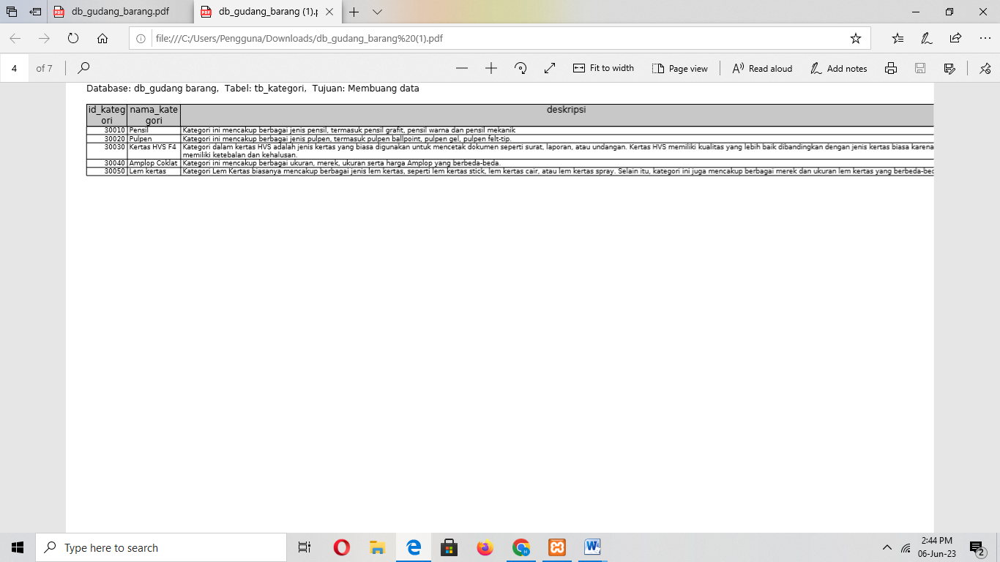 db_gudang_barang.pdf
db_gudang_barang (1).p
file:///C:/Users/Pengguna/Downloads/db_gudang_barang%20(1).pdf
4 of 7
Fit to width
Page view
Read aloud
Add notes
Database: db_gudang barang, Tabel: tb_kategori, Tujuan: Membuang data
id_kateg
ori
nama_kate
gori
deskripsi
30010 Pensil Kategori ini mencakup berbagai jenis pensil, termasuk pensil grafit, pensil warna dan pensil mekanik
30020 Pulpen Kategori ini mencakup berbagai jenis pulpen, termasuk pulpen ballpoint, pulpen gel, pulpen felt-tip.
30030 Kertas HVS F4 Kategori dalam kertas HVS adalah jenis kertas yang biasa digunakan untuk mencetak dokumen seperti surat, laporan, atau undangan. Kertas HVS memiliki kualitas yang lebih baik dibandingkan dengan jenis kertas biasa karena
memiliki ketebalan dan kehalusan.
30040 Amplop Coklat Kategori ini mencakup berbagai ukuran, merek, ukuran serta harga Amplop yang berbeda-beda.
30050 Lem kertas Kategori Lem Kertas biasanya mencakup berbagai jenis lem kertas, seperti lem kertas stick, lem kertas cair, atau lem kertas spray. Selain itu, kategori ini juga mencakup berbagai merek dan ukuran lem kertas yang berbeda-bed
Type here to search
2:44 PM
06-Jun-23
2